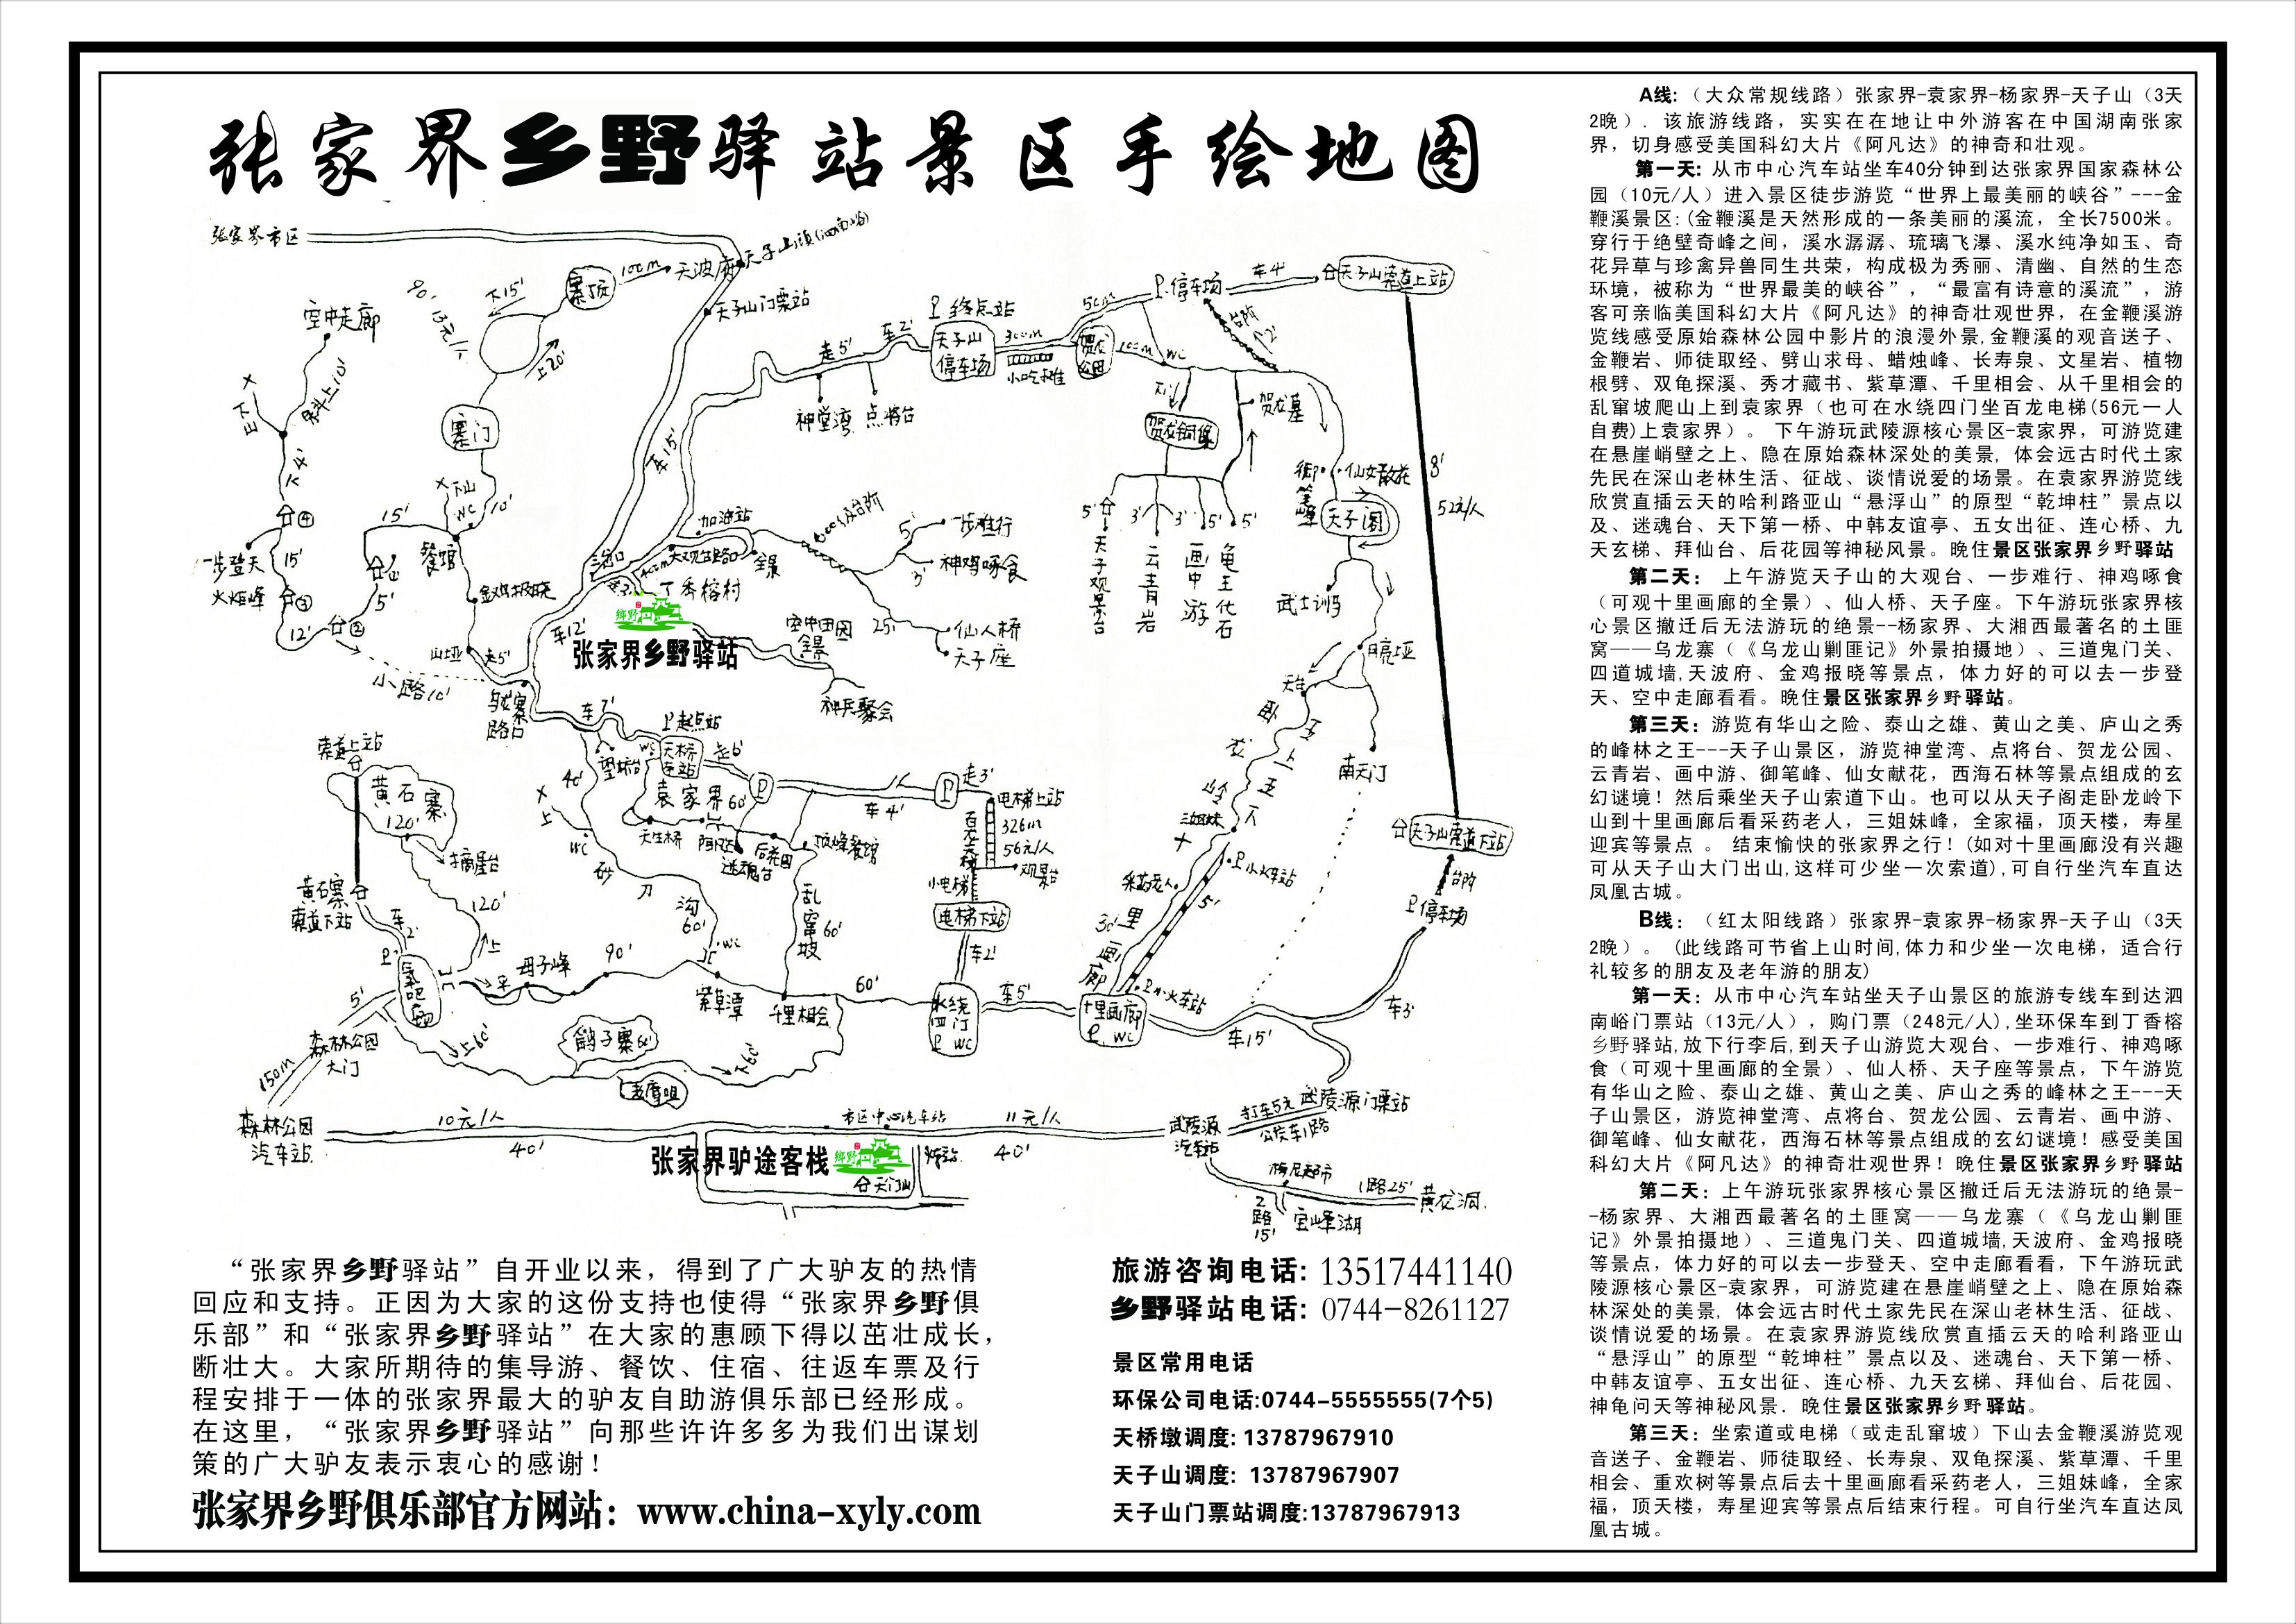 张家界乡野驿站景区手绘地图
张家界市区
天子山顶(泗南峪)
天波府
100m
寨顶
下15'
上20'
空中走廊
天子山门票站
P 终点站
天子山
停车场
车2'
走5'
神堂湾
点将台
300m
小吃摊
贺龙
公园
50m
P.停车场
车4'
天子山索道上站
台阶
2'
100m
WC
贺龙墓
贺龙铜像
寨门
10'
下山
WC
15'
餐馆
5'
金鸡报晓
山垭
走5'
下山
下4'
④
一步登天
15'
火炬峰
③
12'
②
小路10'
乌龙寨
路口
车15'
三岔口
加油站
大观台路口
全景
丁香榕村
张家界乡野驿站
车12'
一步难行
5'
神鸡啄食
3'
空中田园
全景
25'
仙人桥
天子座
神兵聚会
5'
3'
3'
5'
5'
天子观景台
云青岩
画中游
龟王化石
御笔峰
仙女散花
天子阁
武士训马
月亮垭
南天门
8'
52元/人
天子山索道下站
台阶
P停车场
车3'
索道上站
黄石寨
120'
摘星台
黄石寨
索道下站
车2'
120'
上
车7'
P起点站
天桥
车站
WC
望桥台
走6'
袁家界
60'
天生桥
阿凡达
迷魂台
后花园
顶峰餐馆
车4'
走3'
电梯上站
百龙天梯
326m
56元/人
观景台
小电梯
电梯下站
车2'
40'
上
WC
砂刀沟
60'
WC
乱窜坡
60'
卧龙岭
三姐妹
采药老人
P.小火车站
5'
30'
十里画廊
P.小火车站
氧吧广场
5'
平
母子峰
90'
紫草潭
千里相会
60'
水绕
四门
P WC
车5'
十里画廊
P. WC
车15'
森林公园
大门
150m
上60'
鹞子寨60'
老磨咀
下60'
森林公园
汽车站
10元/人
40'
市区中心汽车站
11元/人
40'
张家界驴途客栈
天门山
武陵源
汽车站
打车5元
公交车1路
武陵源门票站
梅尼超市
2路15'
宝峰湖
1路25'
黄龙洞
“张家界乡野驿站”自开业以来，得到了广大驴友的热情
回应和支持。正因为大家的这份支持也使得“张家界乡野俱
乐部”和“张家界乡野驿站”在大家的惠顾下得以茁壮成长，
断壮大。大家所期待的集导游、餐饮、住宿、往返车票及行
程安排于一体的张家界最大的驴友自助游俱乐部已经形成。
在这里，“张家界乡野驿站”向那些许许多多为我们出谋划
策的广大驴友表示衷心的感谢！
张家界乡野俱乐部官方网站：www.china-xyly.com
旅游咨询电话: 13517441140
乡野驿站电话: 0744-8261127
景区常用电话
环保公司电话:0744-5555555(7个5)
天桥墩调度: 13787967910
天子山调度: 13787967907
天子山门票站调度:13787967913
A线:（大众常规线路）张家界-袁家界-杨家界-天子山（3天
2晚）. 该旅游线路，实实在在地让中外游客在中国湖南张家
界，切身感受美国科幻大片《阿凡达》的神奇和壮观。
第一天: 从市中心汽车站坐车40分钟到达张家界国家森林公
园（10元/人）进入景区徒步游览“世界上最美丽的峡谷”---金
鞭溪景区:(金鞭溪是天然形成的一条美丽的溪流，全长7500米。
穿行于绝壁奇峰之间，溪水潺潺、琉璃飞瀑、溪水纯净如玉、奇
花异草与珍禽异兽同生共荣，构成极为秀丽、清幽、自然的生态
环境，被称为“世界最美的峡谷”，“最富有诗意的溪流”，游
客可亲临美国科幻大片《阿凡达》的神奇壮观世界，在金鞭溪游
览线感受原始森林公园中影片的浪漫外景,金鞭溪的观音送子、
金鞭岩、师徒取经、劈山求母、蜡烛峰、长寿泉、文星岩、植物
根劈、双龟探溪、秀才藏书、紫草潭、千里相会、从千里相会的
乱窜坡爬山上到袁家界（也可在水绕四门坐百龙电梯(56元一人
自费)上袁家界）。 下午游玩武陵源核心景区-袁家界，可游览建
在悬崖峭壁之上、隐在原始森林深处的美景, 体会远古时代土家
先民在深山老林生活、征战、谈情说爱的场景。在袁家界游览线
欣赏直插云天的哈利路亚山“悬浮山”的原型“乾坤柱”景点以
及、迷魂台、天下第一桥、中韩友谊亭、五女出征、连心桥、九
天玄梯、拜仙台、后花园等神秘风景。晚住景区张家界乡野驿站
第二天： 上午游览天子山的大观台、一步难行、神鸡啄食
（可观十里画廊的全景）、仙人桥、天子座。下午游玩张家界核
心景区撤迁后无法游玩的绝景--杨家界、大湘西最著名的土匪
窝——乌龙寨（《乌龙山剿匪记》外景拍摄地）、三道鬼门关、
四道城墙,天波府、金鸡报晓等景点，体力好的可以去一步登
天、空中走廊看看。晚住景区张家界乡野驿站。
第三天：游览有华山之险、泰山之雄、黄山之美、庐山之秀
的峰林之王---天子山景区，游览神堂湾、点将台、贺龙公园、
云青岩、画中游、御笔峰、仙女献花，西海石林等景点组成的玄
幻谜境！然后乘坐天子山索道下山。也可以从天子阁走卧龙岭下
山到十里画廊后看采药老人，三姐妹峰，全家福，顶天楼，寿星
迎宾等景点 。 结束愉快的张家界之行！(如对十里画廊没有兴趣
可从天子山大门出山,这样可少坐一次索道),可自行坐汽车直达
凤凰古城。
B线：（红太阳线路）张家界-袁家界-杨家界-天子山（3天
2晚）。 (此线路可节省上山时间,体力和少坐一次电梯，适合行
礼较多的朋友及老年游的朋友)
第一天：从市中心汽车站坐天子山景区的旅游专线车到达泗
南峪门票站（13元/人），购门票（248元/人),坐环保车到丁香榕
乡野驿站,放下行李后,到天子山游览大观台、一步难行、神鸡啄
食（可观十里画廊的全景）、仙人桥、天子座等景点，下午游览
有华山之险、泰山之雄、黄山之美、庐山之秀的峰林之王---天
子山景区，游览神堂湾、点将台、贺龙公园、云青岩、画中游、
御笔峰、仙女献花，西海石林等景点组成的玄幻谜境！感受美国
科幻大片《阿凡达》的神奇壮观世界！晚住景区张家界乡野驿站
第二天：上午游玩张家界核心景区撤迁后无法游玩的绝景-
-杨家界、大湘西最著名的土匪窝——乌龙寨（《乌龙山剿匪
记》外景拍摄地）、三道鬼门关、四道城墙,天波府、金鸡报晓
等景点，体力好的可以去一步登天、空中走廊看看，下午游玩武
陵源核心景区-袁家界，可游览建在悬崖峭壁之上、隐在原始森
林深处的美景, 体会远古时代土家先民在深山老林生活、征战、
谈情说爱的场景。在袁家界游览线欣赏直插云天的哈利路亚山
“悬浮山”的原型“乾坤柱”景点以及、迷魂台、天下第一桥、
中韩友谊亭、五女出征、连心桥、九天玄梯、拜仙台、后花园、
神龟问天等神秘风景．晚住景区张家界乡野驿站。
第三天：坐索道或电梯（或走乱窜坡）下山去金鞭溪游览观
音送子、金鞭岩、师徒取经、长寿泉、双龟探溪、紫草潭、千里
相会、重欢树等景点后去十里画廊看采药老人，三姐妹峰，全家
福，顶天楼，寿星迎宾等景点后结束行程。可自行坐汽车直达凤
凰古城。